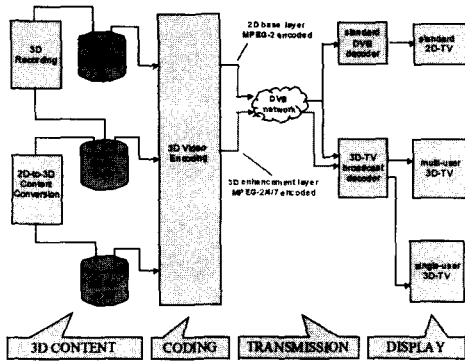 3D
Recording
2D-to-3D
Content
Conversion
3D Video
Encoding
2D base layer
MPEG-2 encoded
DVB
network
3D enhancement layer
MPEG-2/4/7 encoded
standard
DVB
decoder
standard
2D-TV
3D-TV
broadcast
decoder
multi-user
3D-TV
single-user
3D-TV
3D CONTENT
CODING
TRANSMISSION
DISPLAY